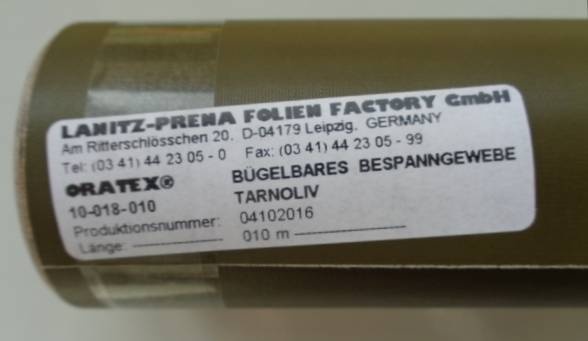 LANITZ-PRENA FOLIEN FACTORY GmbH
Am Ritterschlösschen 20, D-04179 Leipzig, GERMANY
Tel: (03 41) 44 23 05 - 0 Fax: (03 41) 44 23 05 - 99
ORATEX® BÜGELBARES BESPANNGEWEBE
10-018-010 TARNOLIV
Produktionsnummer: 04102016
Länge: 010 m